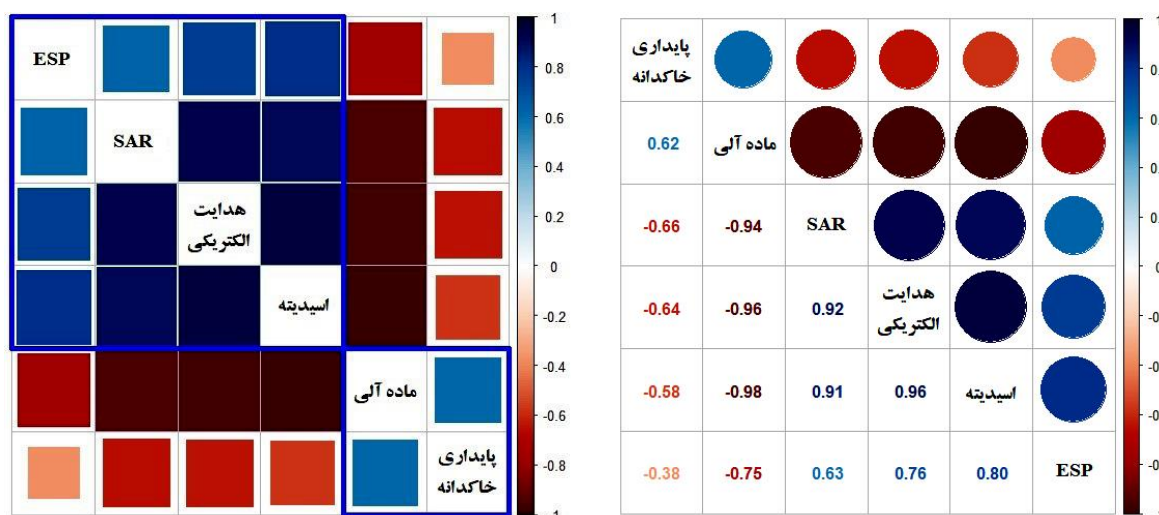 ESP
SAR
هدایت
الکتریکی
اسیدیته
ماده آلی
پایداری
خاکدانه
1
0.8
0.6
0.4
0.2
0
-0.2
-0.4
-0.6
-0.8
-1
پایداری
خاکدانه
0.62
ماده آلی
-0.66
-0.94
SAR
-0.64
-0.96
0.92
هدایت
الکتریکی
-0.58
-0.98
0.91
0.96
اسیدیته
-0.38
-0.75
0.63
0.76
0.80
ESP
1
0